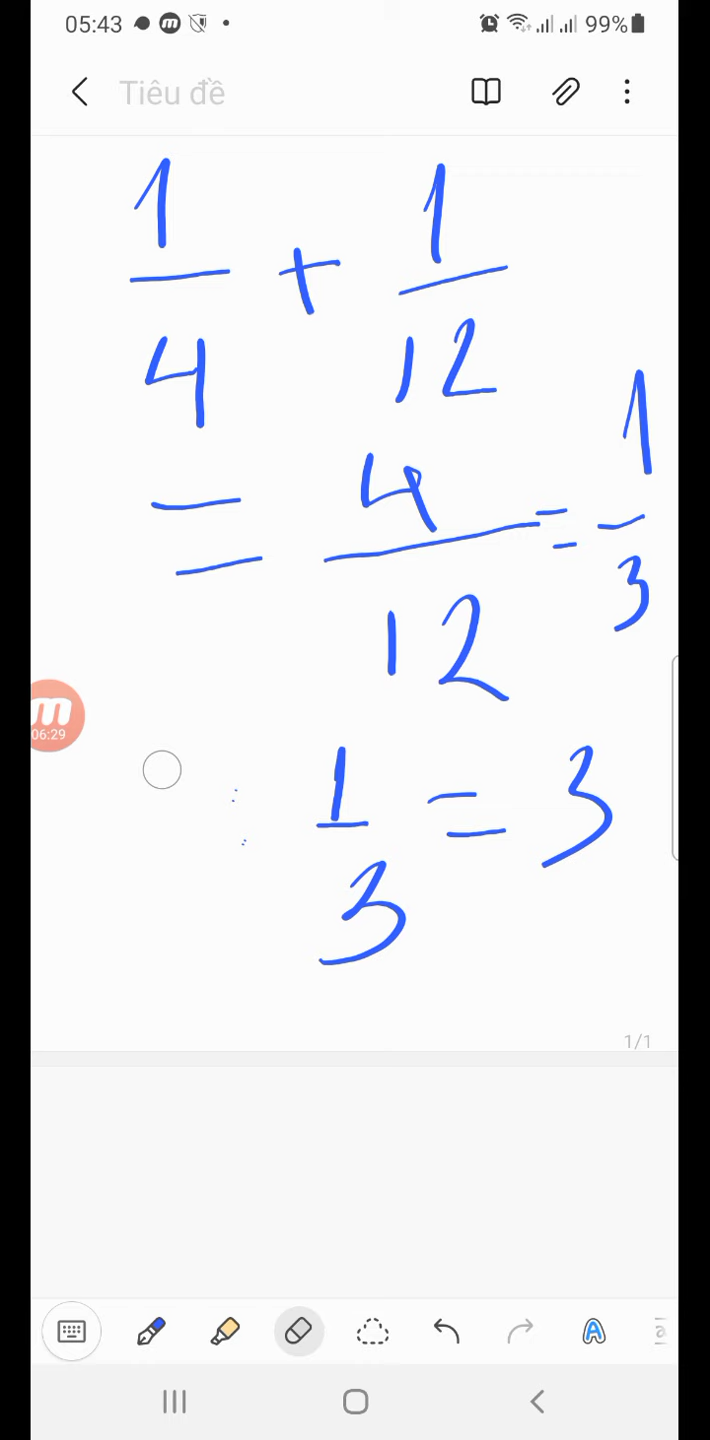 05:43 99%
Tiêu đề
1/4 + 1/12
= 4/12 = 1/3
06:29
: 1/3 = 3
1/1
A